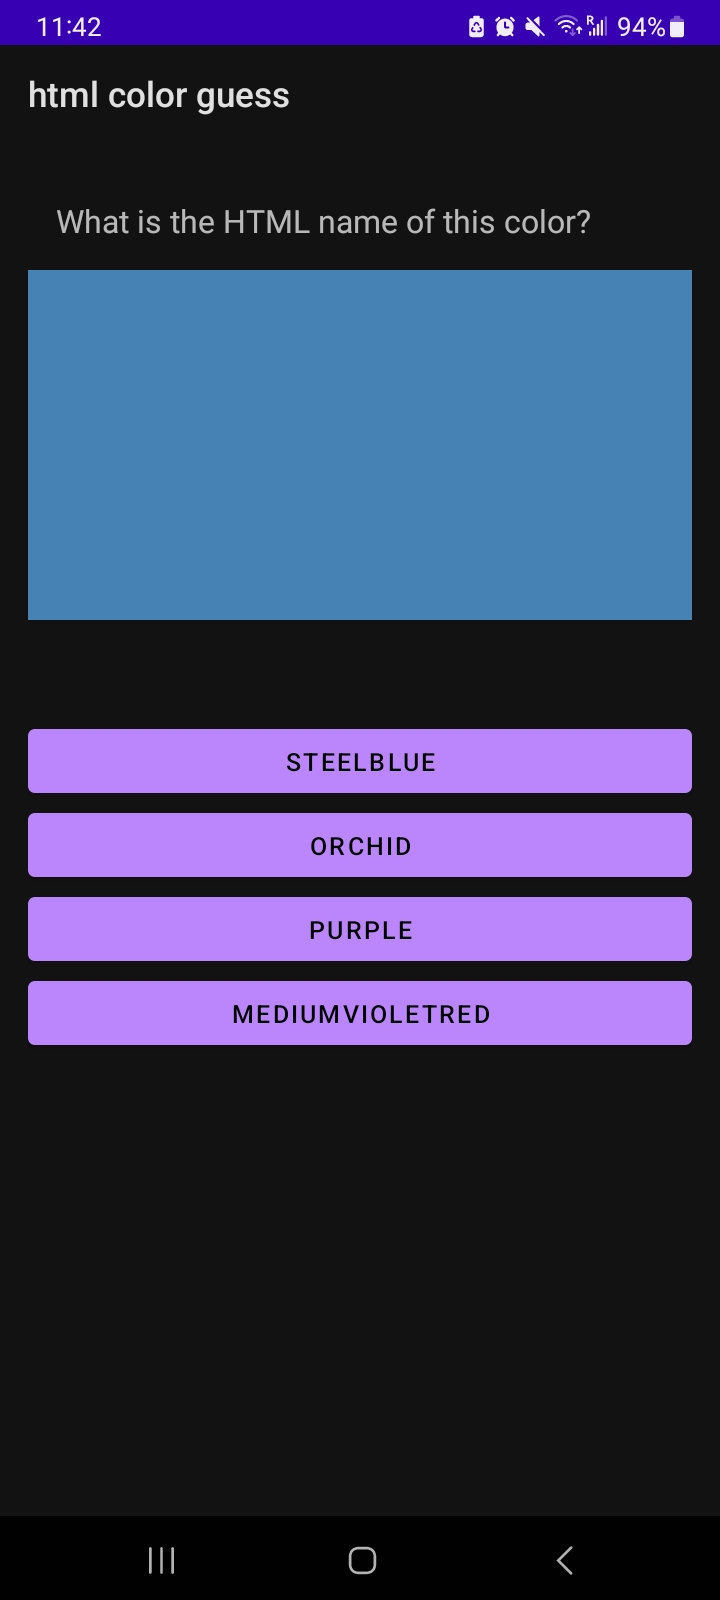 11:42
R
94%
html color guess
What is the HTML name of this color?
STEELBLUE
ORCHID
PURPLE
MEDIUMVIOLETRED